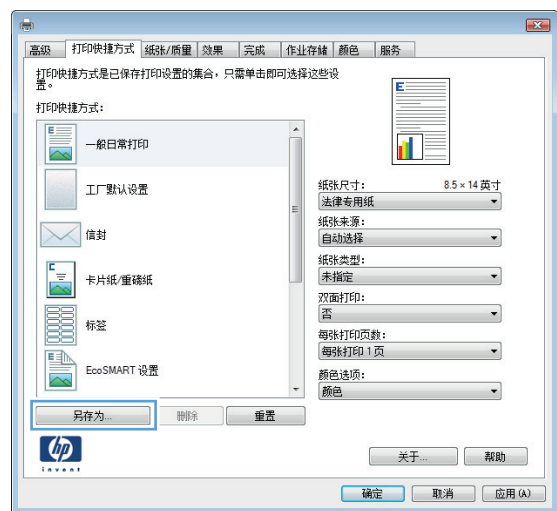 高级 打印快捷方式 纸张/质量 效果 完成 作业存储 颜色 服务
打印快捷方式是已保存打印设置的集合，只需单击即可选择这些设
置。
打印快捷方式：
一般日常打印
工厂默认设置
信封
卡片纸/重磅纸
标签
EcoSMART 设置
另存为... 删除 重置
E
纸张尺寸： 8.5 × 14 英寸
法律专用纸
纸张来源：
自动选择
纸张类型：
未指定
双面打印：
否
每张打印页数：
每张打印 1 页
颜色选项：
颜色
hp
invent
关于... 帮助
确定 取消 应用 (A)